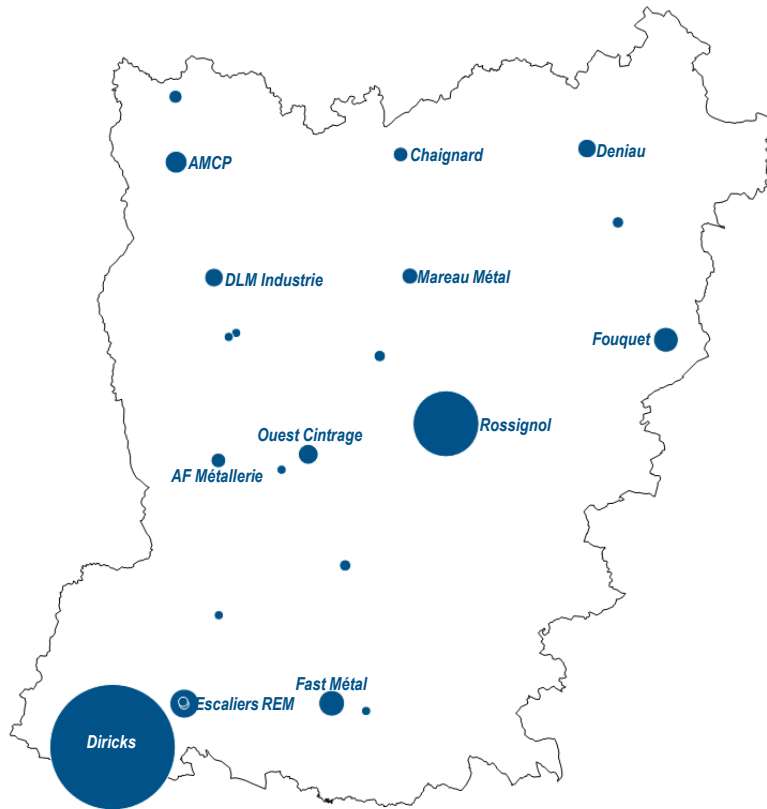 Chaignard
Deniau
AMCP
DLM Industrie
Mareau Métal
Fouquet
Rossignol
Ouest Cintrage
AF Métallerie
Fast Métal
Escaliers REM
Diricks